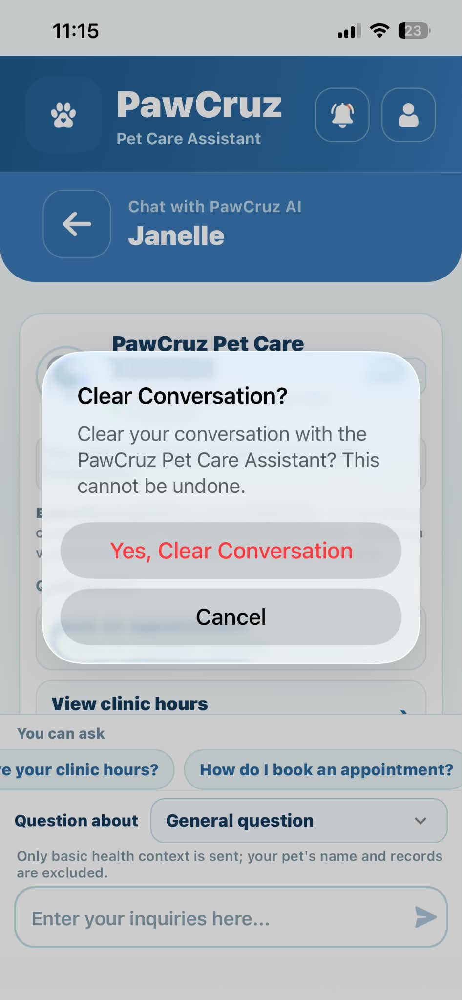 11:15
23
PawCruz
Pet Care Assistant
Chat with PawCruz AI
Janelle
PawCruz Pet Care
Clear Conversation?
Clear your conversation with the
PawCruz Pet Care Assistant? This
cannot be undone.
Yes, Clear Conversation
Cancel
View clinic hours
You can ask
re your clinic hours?
How do I book an appointment?
Question about
General question
Only basic health context is sent; your pet's name and records
are excluded.
Enter your inquiries here...